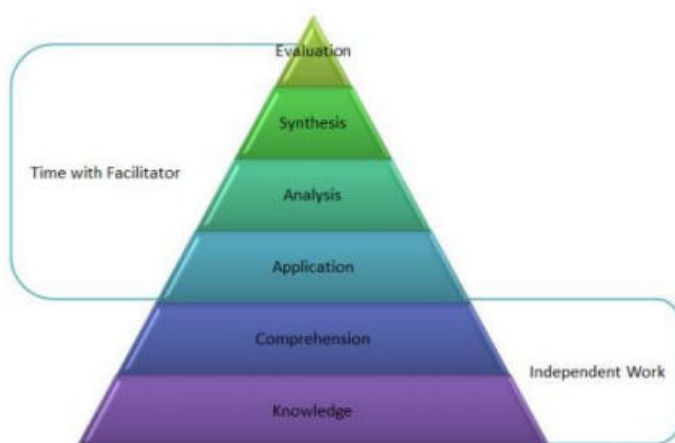 Evaluation
Synthesis
Time with Facilitator
Analysis
Application
Comprehension
Independent Work
Knowledge